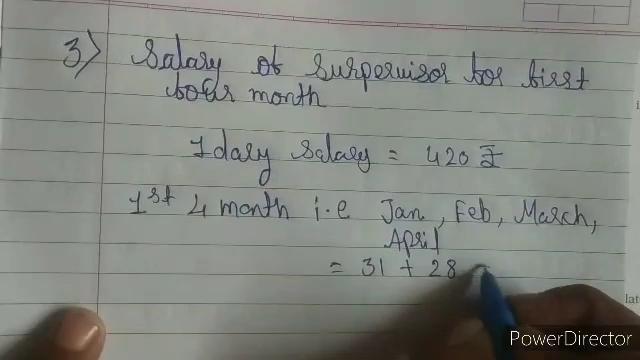 3) Salary of Surpervisor for first
four month
1 dary Salary = 420 ₹
1st 4 month i.e Jan, Feb, March,
April
= 31 + 28
PowerDirector